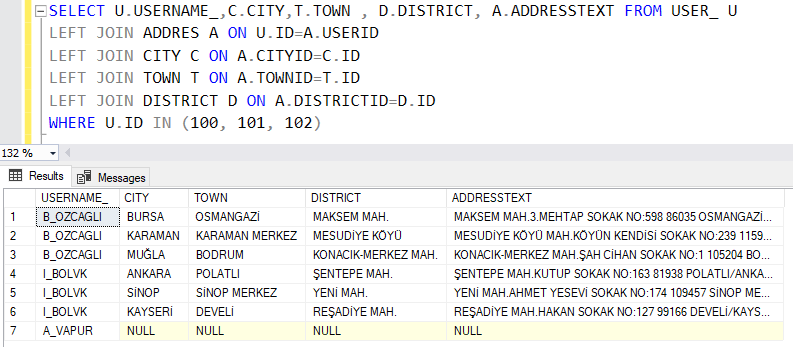 SELECT U.USERNAME_,C.CITY,T.TOWN , D.DISTRICT, A.ADDRESSTEXT FROM USER_ U
LEFT JOIN ADDRES A ON U.ID=A.USERID
LEFT JOIN CITY C ON A.CITYID=C.ID
LEFT JOIN TOWN T ON A.TOWNID=T.ID
LEFT JOIN DISTRICT D ON A.DISTRICTID=D.ID
WHERE U.ID IN (100, 101, 102)
132 %
Results Messages
USERNAME_ CITY TOWN DISTRICT ADDRESSTEXT
1 B_OZCAGLI BURSA OSMANGAZİ MAKSEM MAH. MAKSEM MAH.3.MEHTAP SOKAK NO:598 86035 OSMANGAZİ...
2 B_OZCAGLI KARAMAN KARAMAN MERKEZ MESUDİYE KÖYÜ MESUDİYE KÖYÜ MAH.KÖYÜN KENDİSİ SOKAK NO:239 1159...
3 B_OZCAGLI MUĞLA BODRUM KONACIK-MERKEZ MAH. KONACIK-MERKEZ MAH.ŞAH CİHAN SOKAK NO:1 105204 BO...
4 I_BOLVK ANKARA POLATLI ŞENTEPE MAH. ŞENTEPE MAH.KUTUP SOKAK NO:163 81938 POLATLI/ANKA...
5 I_BOLVK SİNOP SİNOP MERKEZ YENİ MAH. YENİ MAH.AHMET YESEVİ SOKAK NO:174 109457 SİNOP ME...
6 I_BOLVK KAYSERİ DEVELİ REŞADİYE MAH. REŞADİYE MAH.HAKAN SOKAK NO:127 99166 DEVELİ/KAYS...
7 A_VAPUR NULL NULL NULL NULL